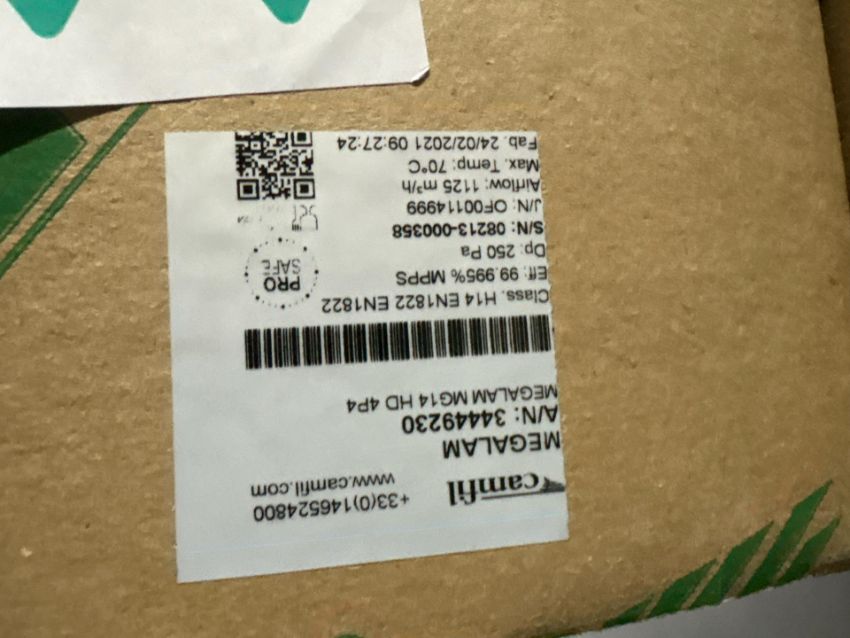 camfil
+33(0)146524800
www.camfil.com
MEGALAM
A/N: 34449230
MEGALAM MG14 HD 4P4
Class. H14 EN1822 EN1822
Eff: 99.995% MPPS
Dp: 250 Pa
S/N: 08213-000358
J/N: OF00114999
Airflow: 1125 m³/h
Max. Temp: 70°C
Fab. 24/02/2021 09:27:24
PRO
SAFE